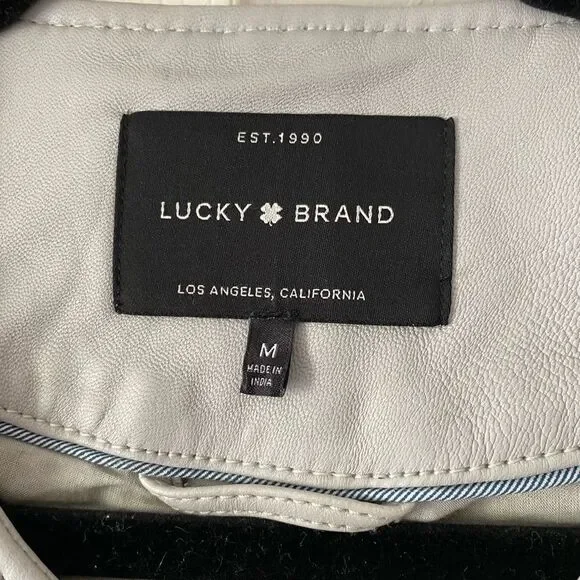 EST.1990
LUCKY BRAND
LOS ANGELES, CALIFORNIA
M
MADE IN
INDIA